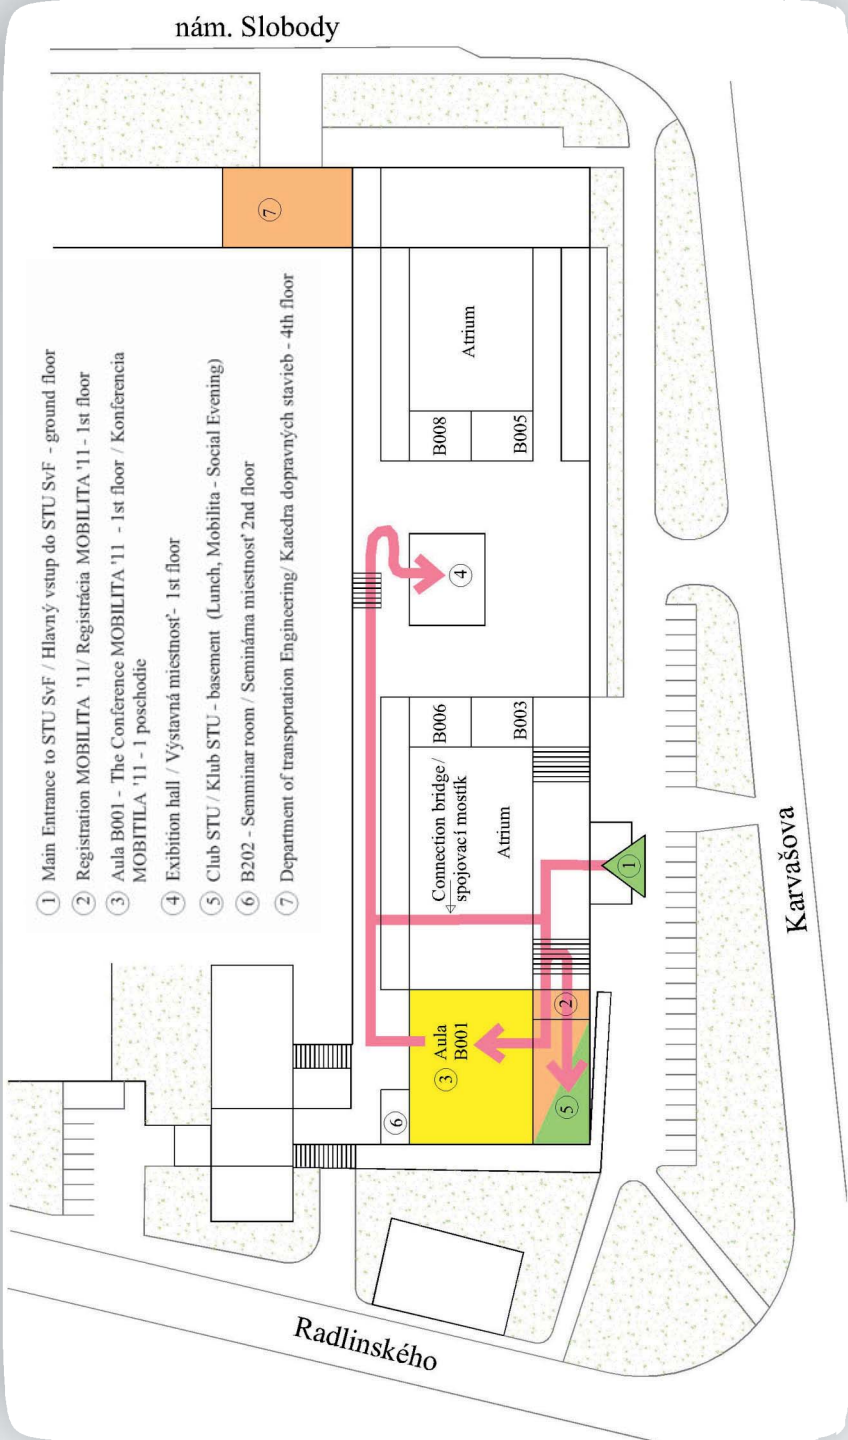 nám. Slobody
① Main Entrance to STU SvF / Hlavný vstup do STU SvF - ground floor
② Registration MOBILITA '11/ Registrácia MOBILITA '11 - 1st floor
③ Aula B001 - The Conference MOBILITA '11 - 1st floor / Konferencia
MOBITILA '11 - 1 poschodie
④ Exibition hall / Výstavná miestnosť - 1st floor
⑤ Club STU / Klub STU - basement (Lunch, Mobilita - Social Evening)
⑥ B202 - Semminar room / Semináma miestnosť 2nd floor
⑦ Department of transportation Engineering/ Katedra dopravných stavieb - 4th floor
⑦
Atrium
B008
B005
④
B006
B003
Connection bridge /
spojovací mostík
Atrium
①
②
Aula
B001
③
⑤
⑥
Karvašova
Radlinského